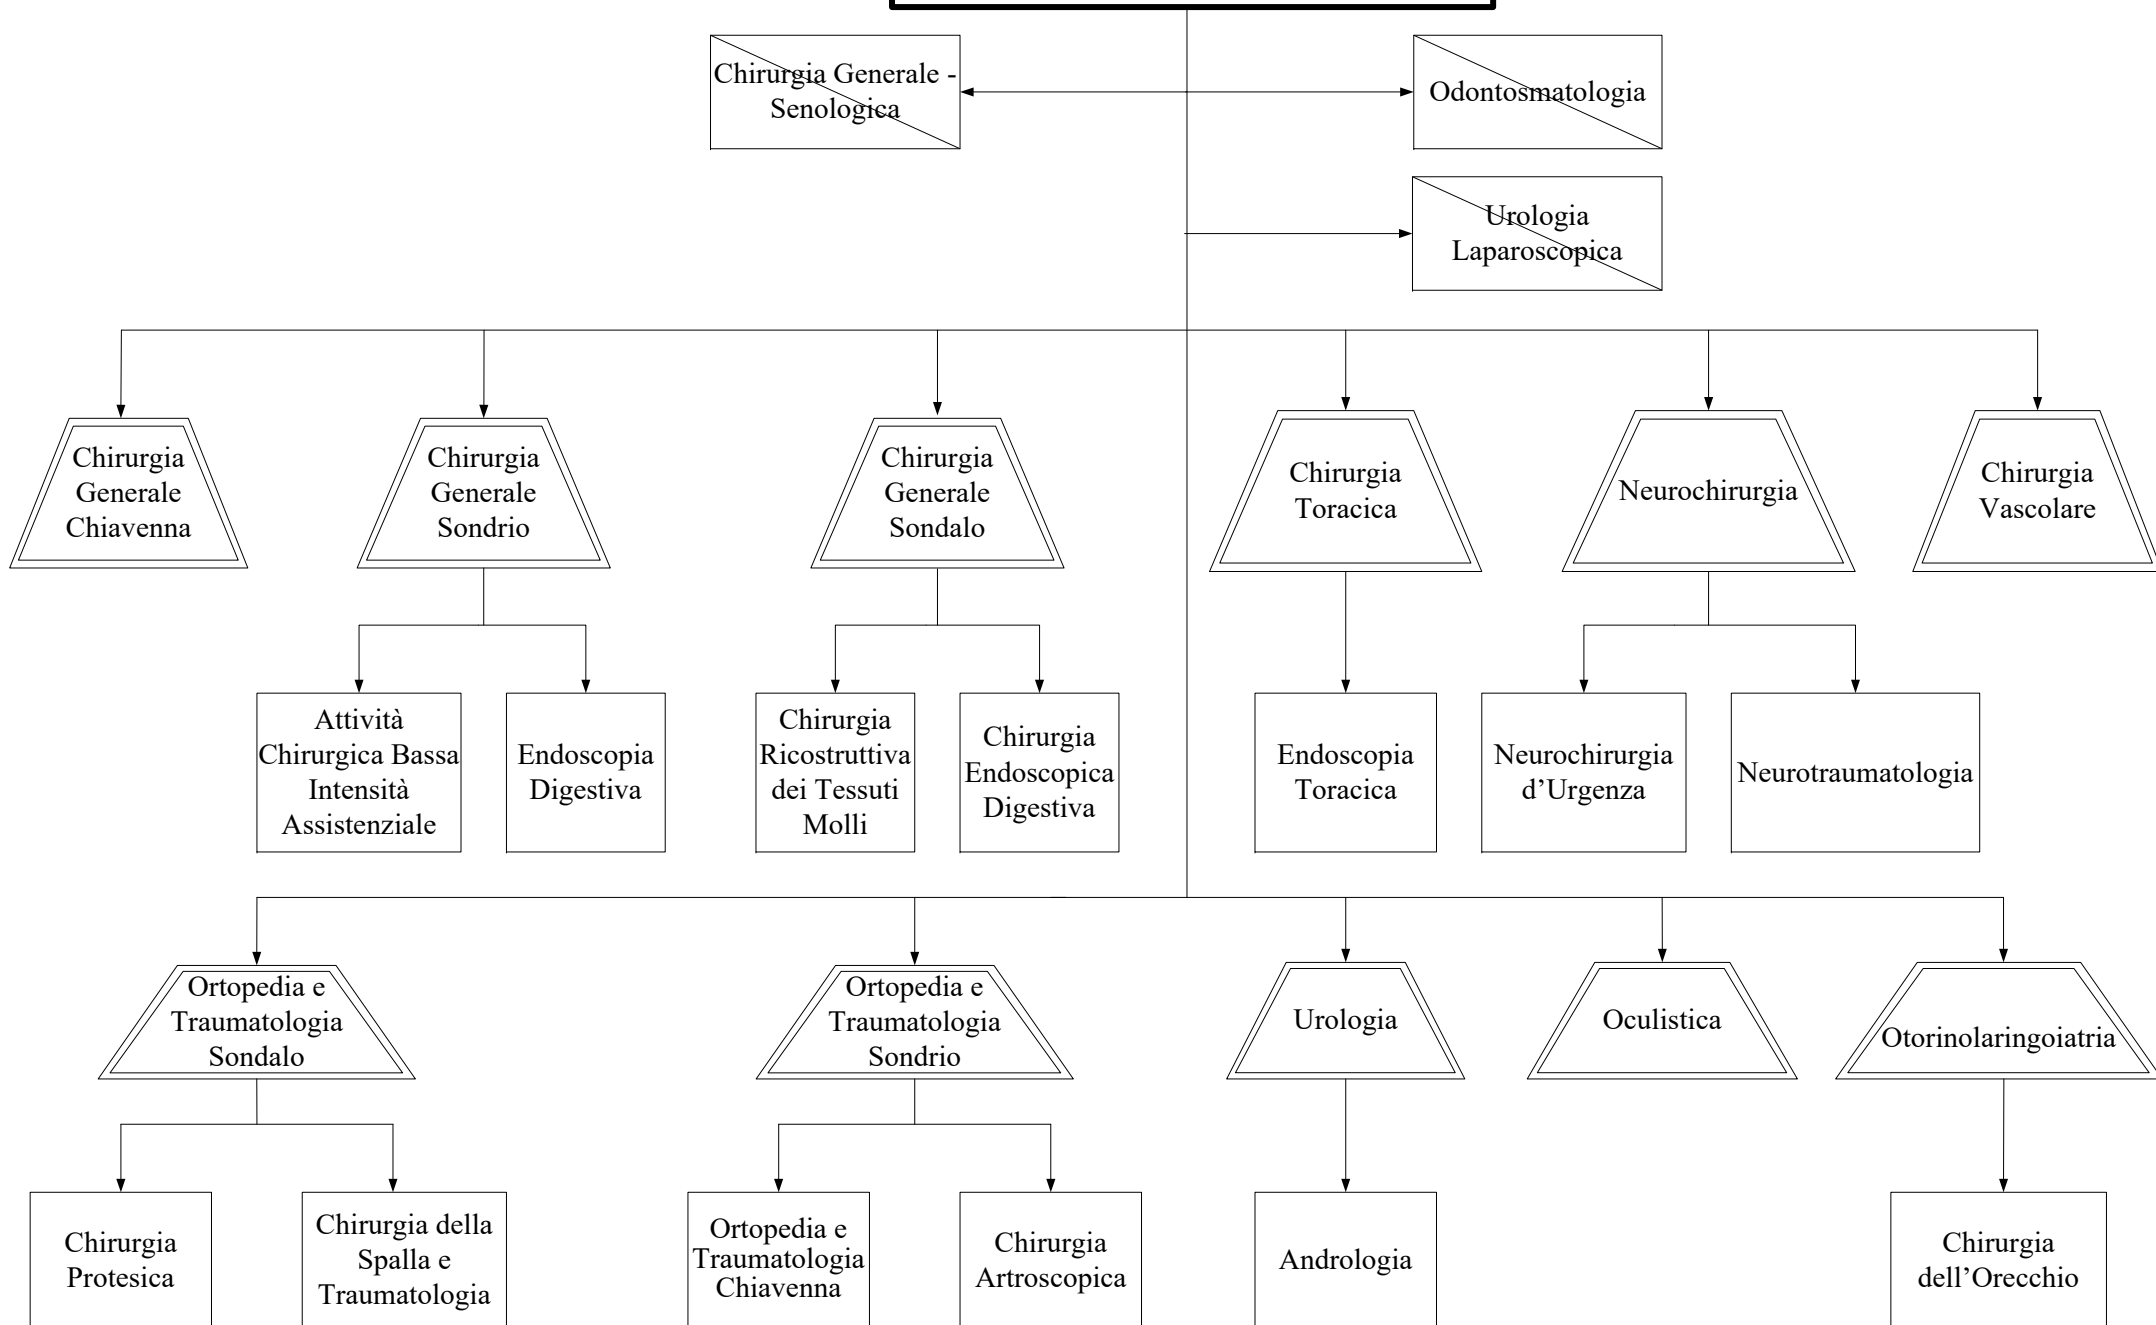 Chirurgia Generale -
Senologica
Odontosmatologia
Urologia
Laparoscopica
Chirurgia
Generale
Chiavenna
Chirurgia
Generale
Sondrio
Chirurgia
Generale
Sondalo
Chirurgia
Toracica
Neurochirurgia
Chirurgia
Vascolare
Attività
Chirurgica Bassa
Intensità
Assistenziale
Endoscopia
Digestiva
Chirurgia
Ricostruttiva
dei Tessuti
Molli
Chirurgia
Endoscopica
Digestiva
Endoscopia
Toracica
Neurochirurgia
d’Urgenza
Neurotraumatologia
Ortopedia e
Traumatologia
Sondalo
Ortopedia e
Traumatologia
Sondrio
Urologia
Oculistica
Otorinolaringoiatria
Chirurgia
Protesica
Chirurgia della
Spalla e
Traumatologia
Ortopedia e
Traumatologia
Chiavenna
Chirurgia
Artroscopica
Andrologia
Chirurgia
dell’Orecchio